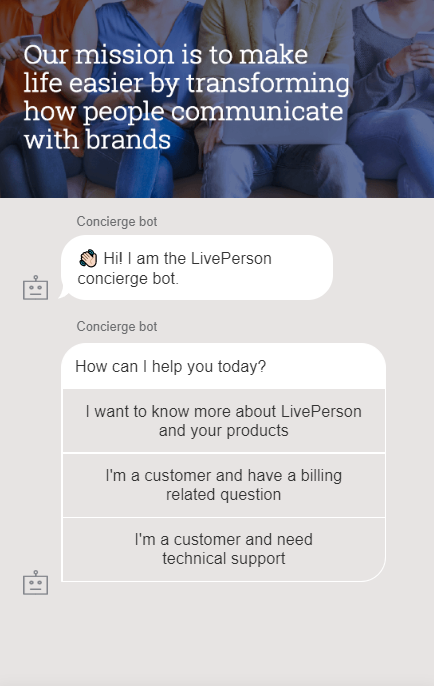 Our mission is to make
life easier by transforming
how people communicate
with brands
Concierge bot
👋 Hi! I am the LivePerson
concierge bot.
Concierge bot
How can I help you today?
I want to know more about LivePerson
and your products
I'm a customer and have a billing
related question
I'm a customer and need
technical support